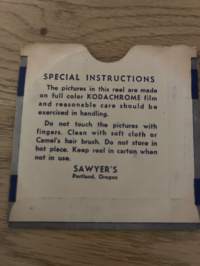 SPECIAL INSTRUCTIONS
The pictures in this reel are made
on full color KODACHROME film
and reasonable care should be
exercised in handling.
Do not touch the pictures with
fingers. Clean with soft cloth or
Camel's hair brush. Do not store in
hot place. Keep reel in carton when
not in use.
SAWYER'S
Portland, Oregon